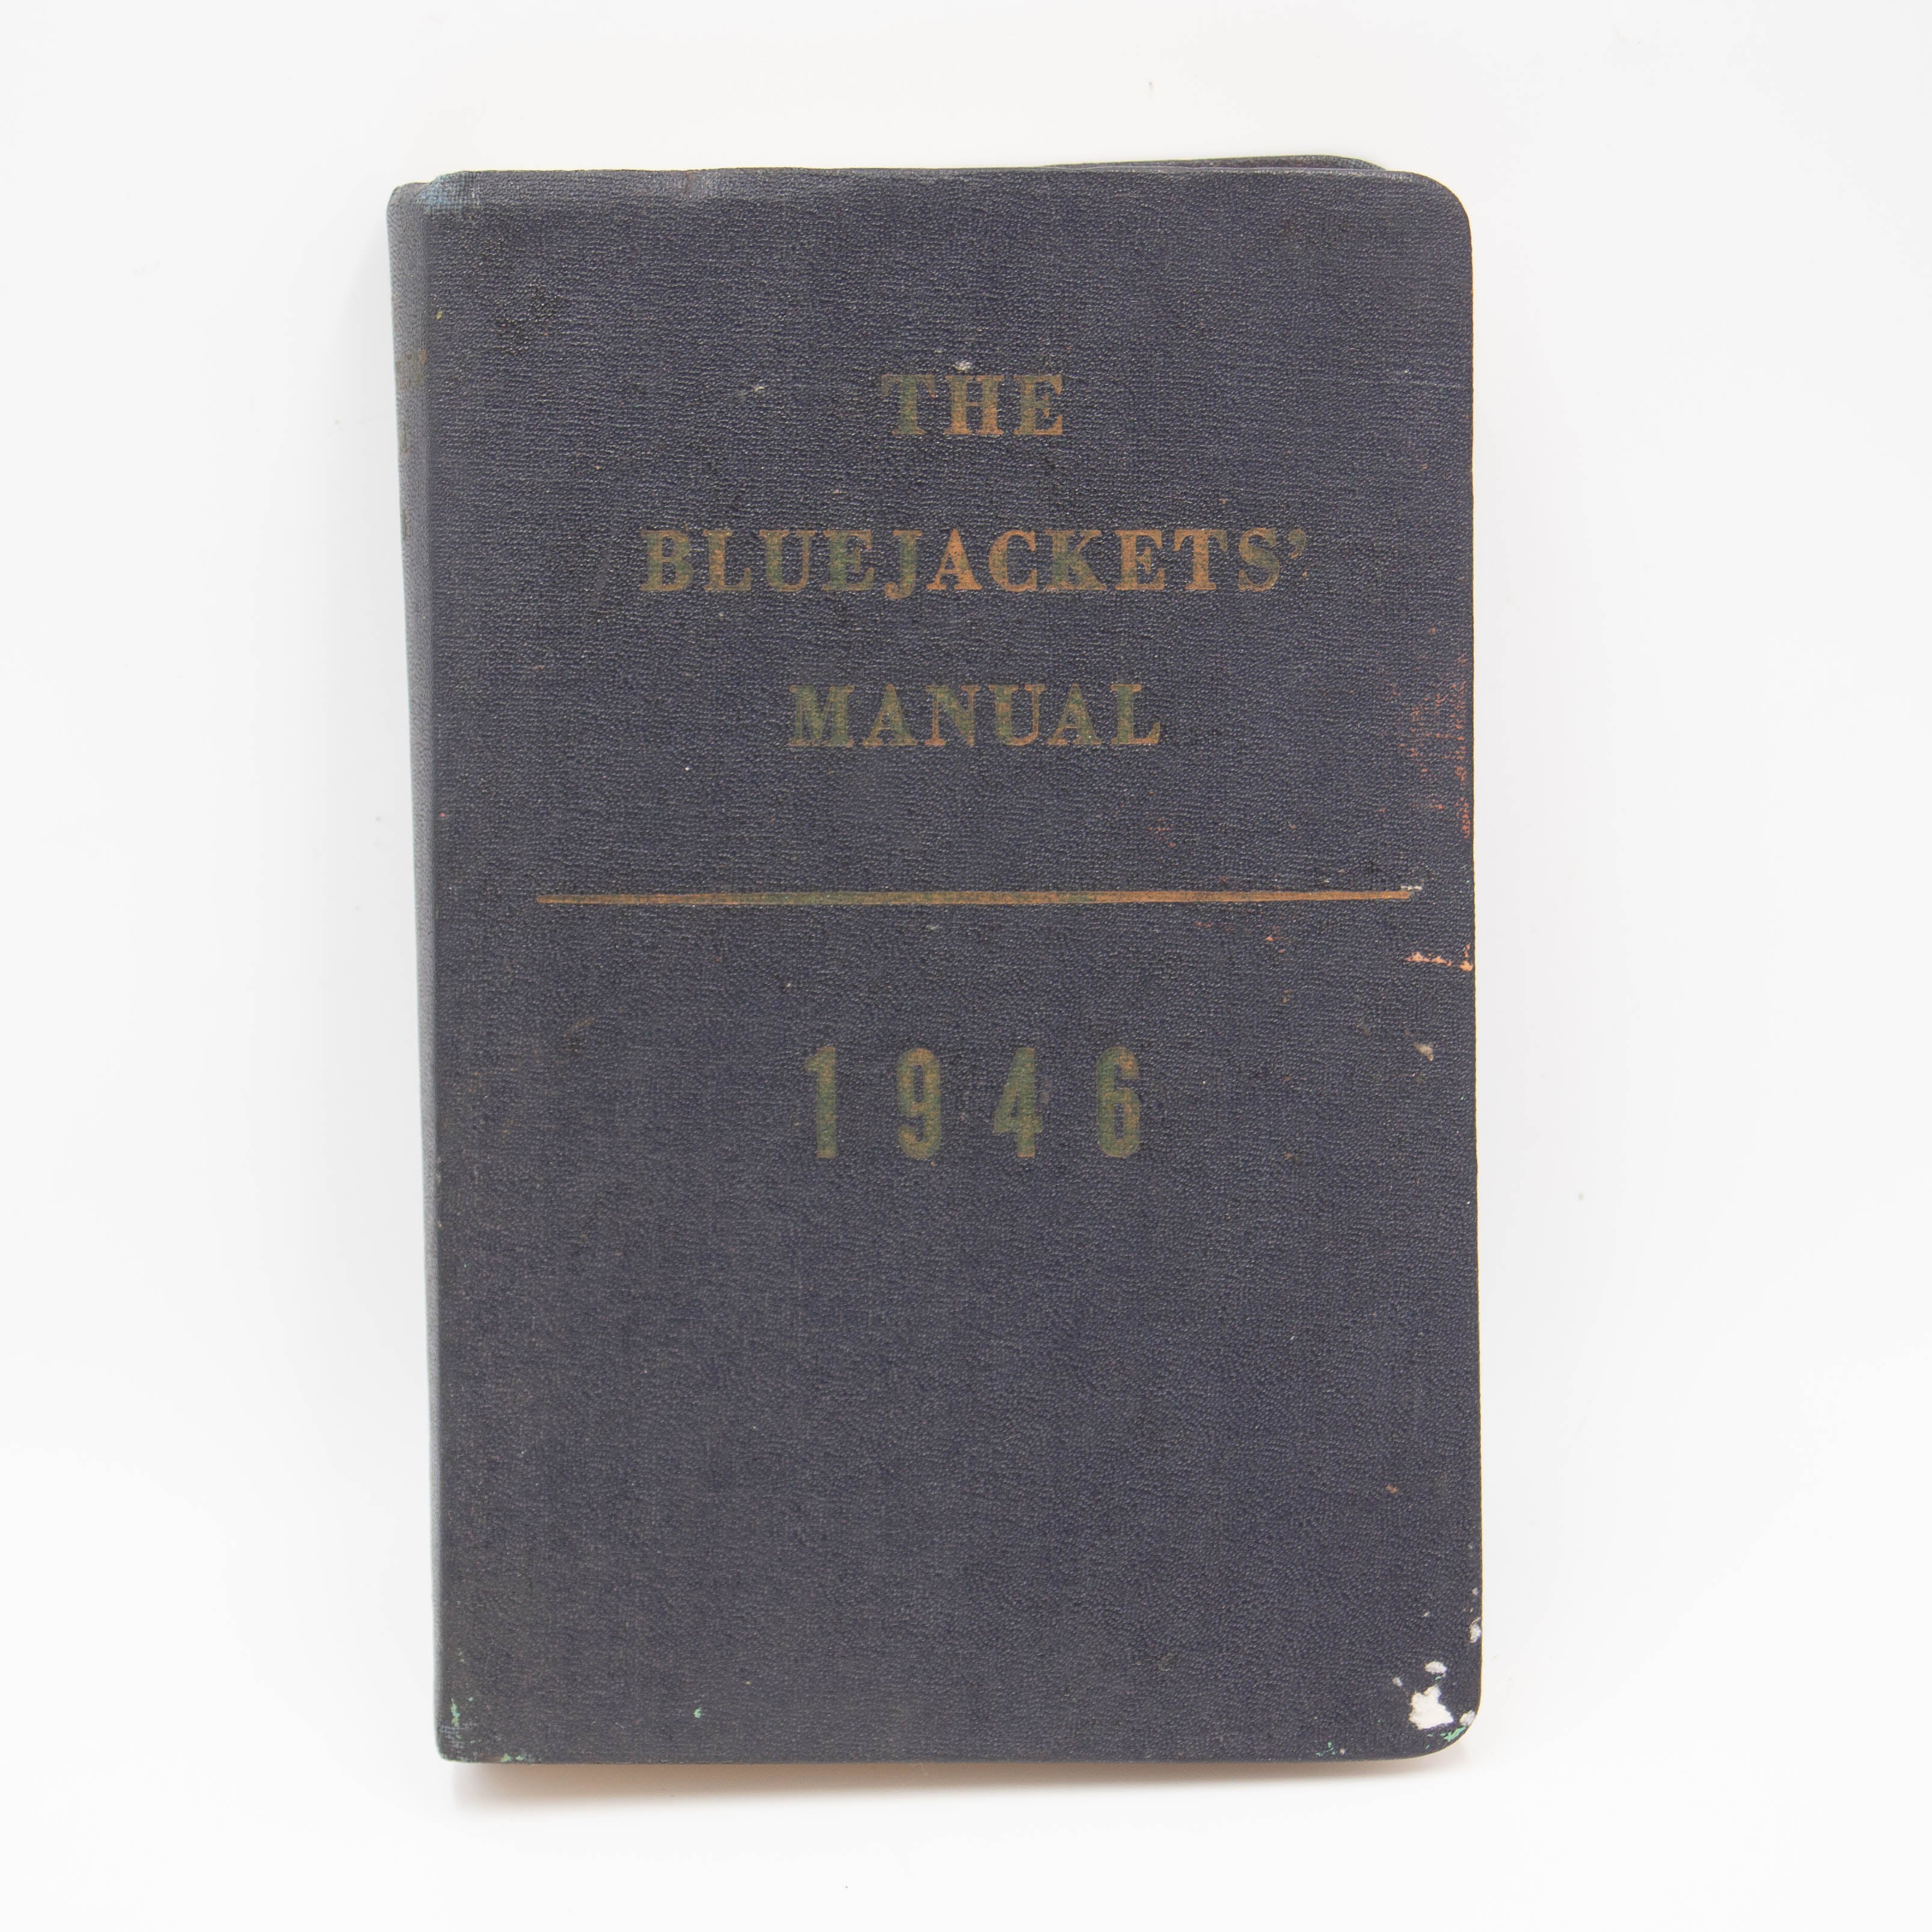 THE
BLUEJACKETS’
MANUAL
1946